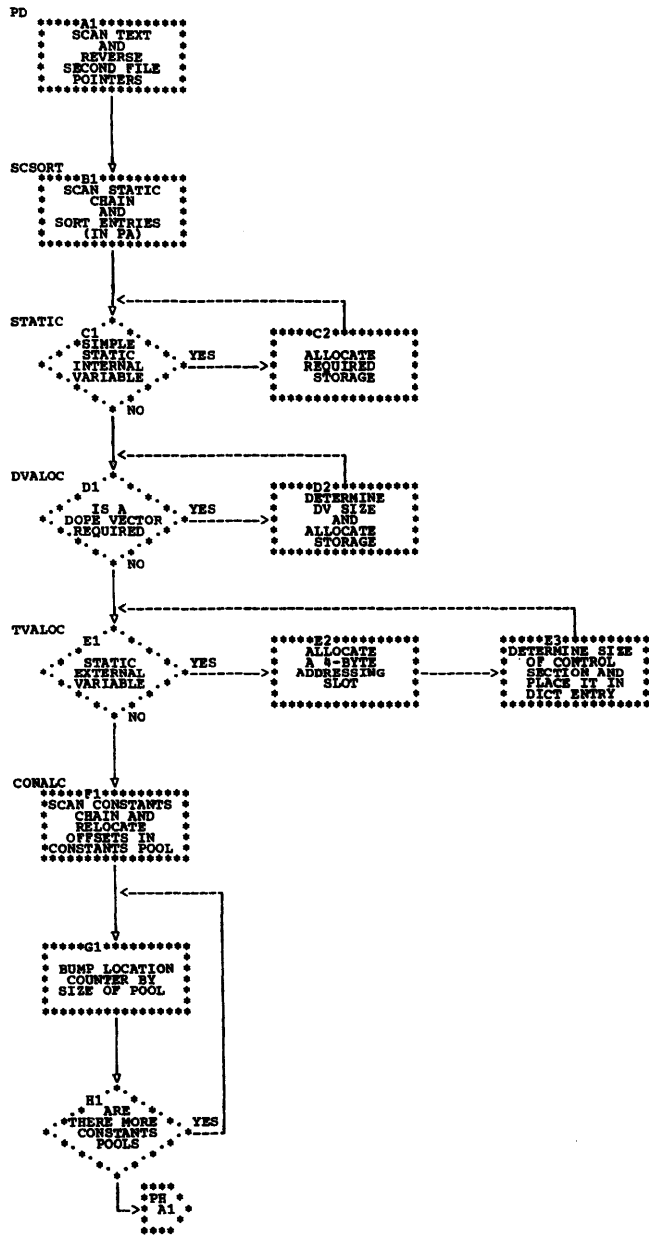 PD
A1
SCAN TEXT
AND
REVERSE
SECOND FILE
POINTERS
SCSORT
B1
SCAN STATIC
CHAIN
AND
SORT ENTRIES
(IN PA)
STATIC
C1
SIMPLE
STATIC
INTERNAL
VARIABLE
YES
NO
C2
ALLOCATE
REQUIRED
STORAGE
DVALOC
D1
IS A
DOPE VECTOR
REQUIRED
YES
NO
D2
DETERMINE
DV SIZE
AND
ALLOCATE
STORAGE
TVALOC
E1
STATIC
EXTERNAL
VARIABLE
YES
NO
E2
ALLOCATE
A 4-BYTE
ADDRESSING
SLOT
E3
DETERMINE SIZE
OF CONTROL
SECTION AND
PLACE IT IN
DICT ENTRY
CONALC
F1
SCAN CONSTANTS
CHAIN AND
RELOCATE
OFFSETS IN
CONSTANTS POOL
G1
BUMP LOCATION
COUNTER BY
SIZE OF POOL
H1
ARE
THERE MORE
CONSTANTS
POOLS
YES
PH
A1